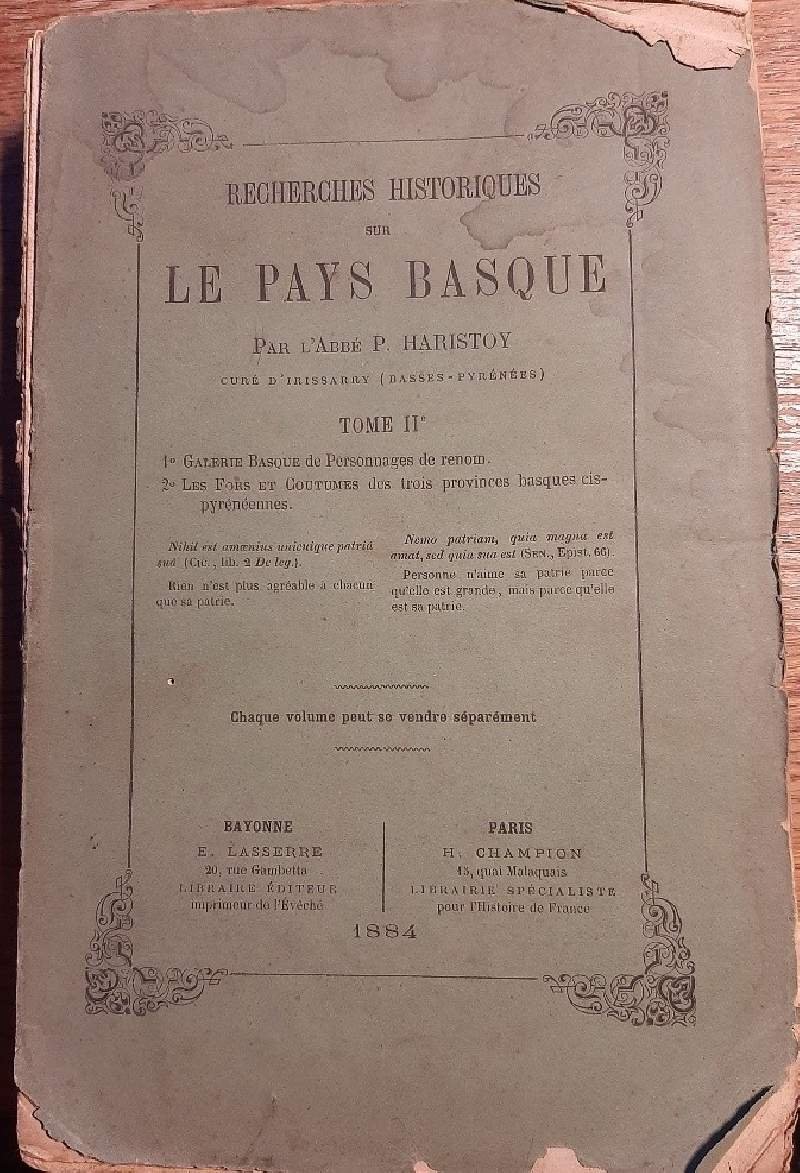 RECHERCHES HISTORIQUES
SUR
LE PAYS BASQUE
PAR L'ABBÉ P. HARISTOY
CURÉ D'IRISSARRY (BASSES-PYRÉNÉES)
TOME IIe
1o GALERIE BASQUE de Personnages de renom.
2o LES FORS ET COUTUMES des trois provinces basques cis-
pyrénéennes.
Nihil est amœnius unicuique patriâ
suâ (Cic., lib. 2 De leg.).
Rien n'est plus agréable à chacun
que sa patrie.
Nemo patriam, quia magna est
amat, sed quia sua est (SEN., Epist. 66).
Personne n'aime sa patrie parce
qu'elle est grande, mais parce qu'elle
est sa patrie.
Chaque volume peut se vendre séparément
BAYONNE
E. LASSERRE
20, rue Gambetta
LIBRAIRE ÉDITEUR
imprimeur de l'Evêché
PARIS
H. CHAMPION
15, quai Malaquais
LIBRAIRIE SPÉCIALISTE
pour l'Histoire de France
1884